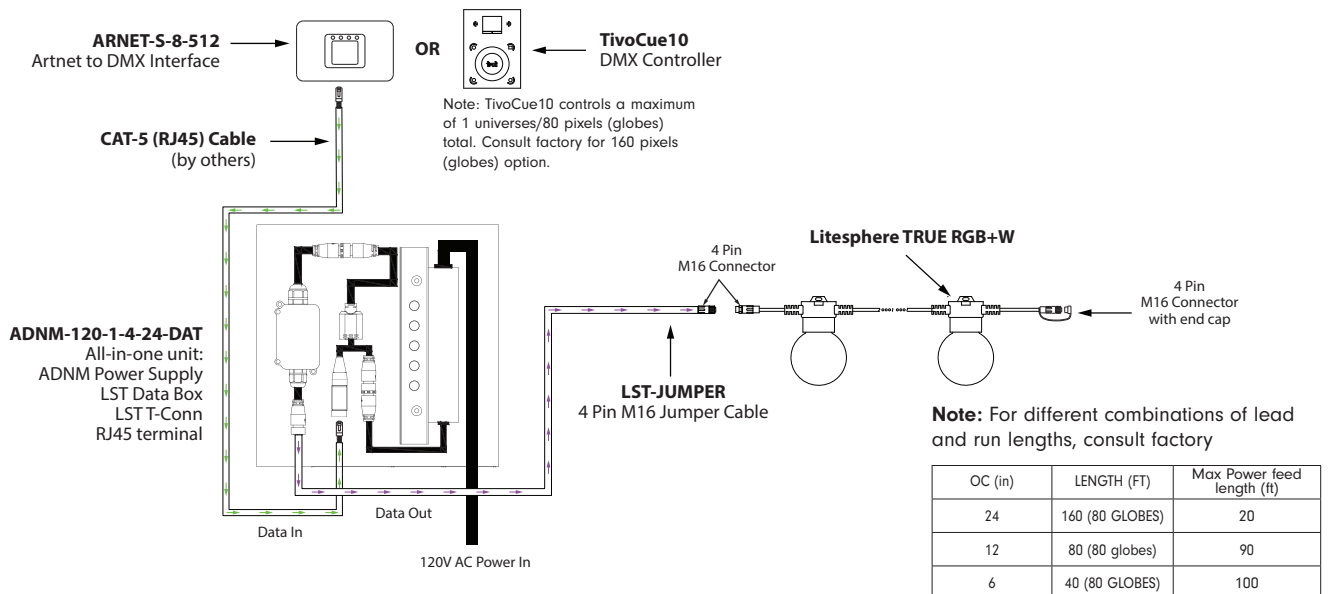 ARNET-S-8-512
Artnet to DMX Interface
OR
TivoCue10
DMX Controller
Note: TivoCue10 controls a maximum
of 1 universes/80 pixels (globes)
total. Consult factory for 160 pixels
(globes) option.
CAT-5 (RJ45) Cable
(by others)
ADNM-120-1-4-24-DAT
All-in-one unit:
ADNM Power Supply
LST Data Box
LST T-Conn
RJ45 terminal
Data In
Data Out
120V AC Power In
4 Pin
M16 Connector
LST-JUMPER
4 Pin M16 Jumper Cable
Litesphere TRUE RGB+W
4 Pin
M16 Connector
with end cap
Note: For different combinations of lead
and run lengths, consult factory
OC (in) LENGTH (FT) Max Power feed
length (ft)
24 160 (80 GLOBES) 20
12 80 (80 globes) 90
6 40 (80 GLOBES) 100